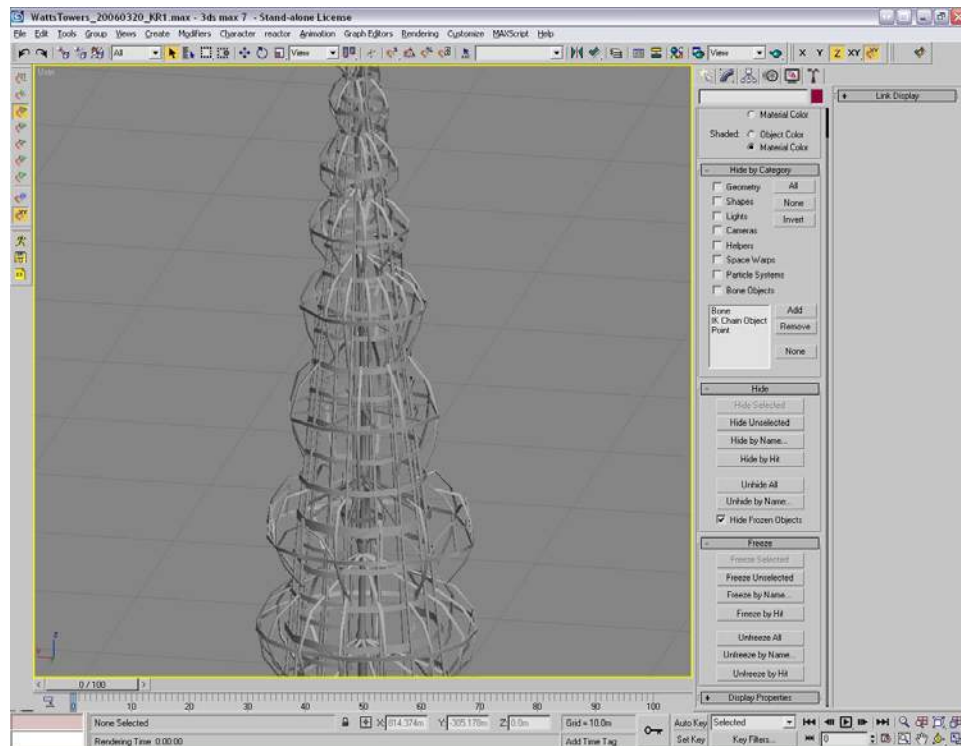 WattsTowers_20060320_KR1.max - 3ds max 7 - Stand-alone License
File Edit Tools Group Views Create Modifiers Character reactor Animation Graph Editors Rendering Customize MAXScript Help
All View View X Y Z XY
User
Link Display
Material Color
Shaded: Object Color
Material Color
- Hide by Category
Geometry All
Shapes None
Lights Invert
Cameras
Helpers
Space Warps
Particle Systems
Bone Objects
Bone Add
IK Chain Object Remove
Point
None
- Hide
Hide Selected
Hide Unselected
Hide by Name...
Hide by Hit
Unhide All
Unhide by Name...
Hide Frozen Objects
- Freeze
Freeze Selected
Freeze Unselected
Freeze by Name...
Freeze by Hit
Unfreeze All
Unfreeze by Name...
Unfreeze by Hit
+ Display Properties
z
0 / 100
0 10 20 30 40 50 60 70 80 90 100
None Selected X: 814.374m Y: -305.178m Z: 0.0m Grid = 10.0m Auto Key Selected
Rendering Time 0:00:00 Add Time Tag Set Key Key Filters... 0